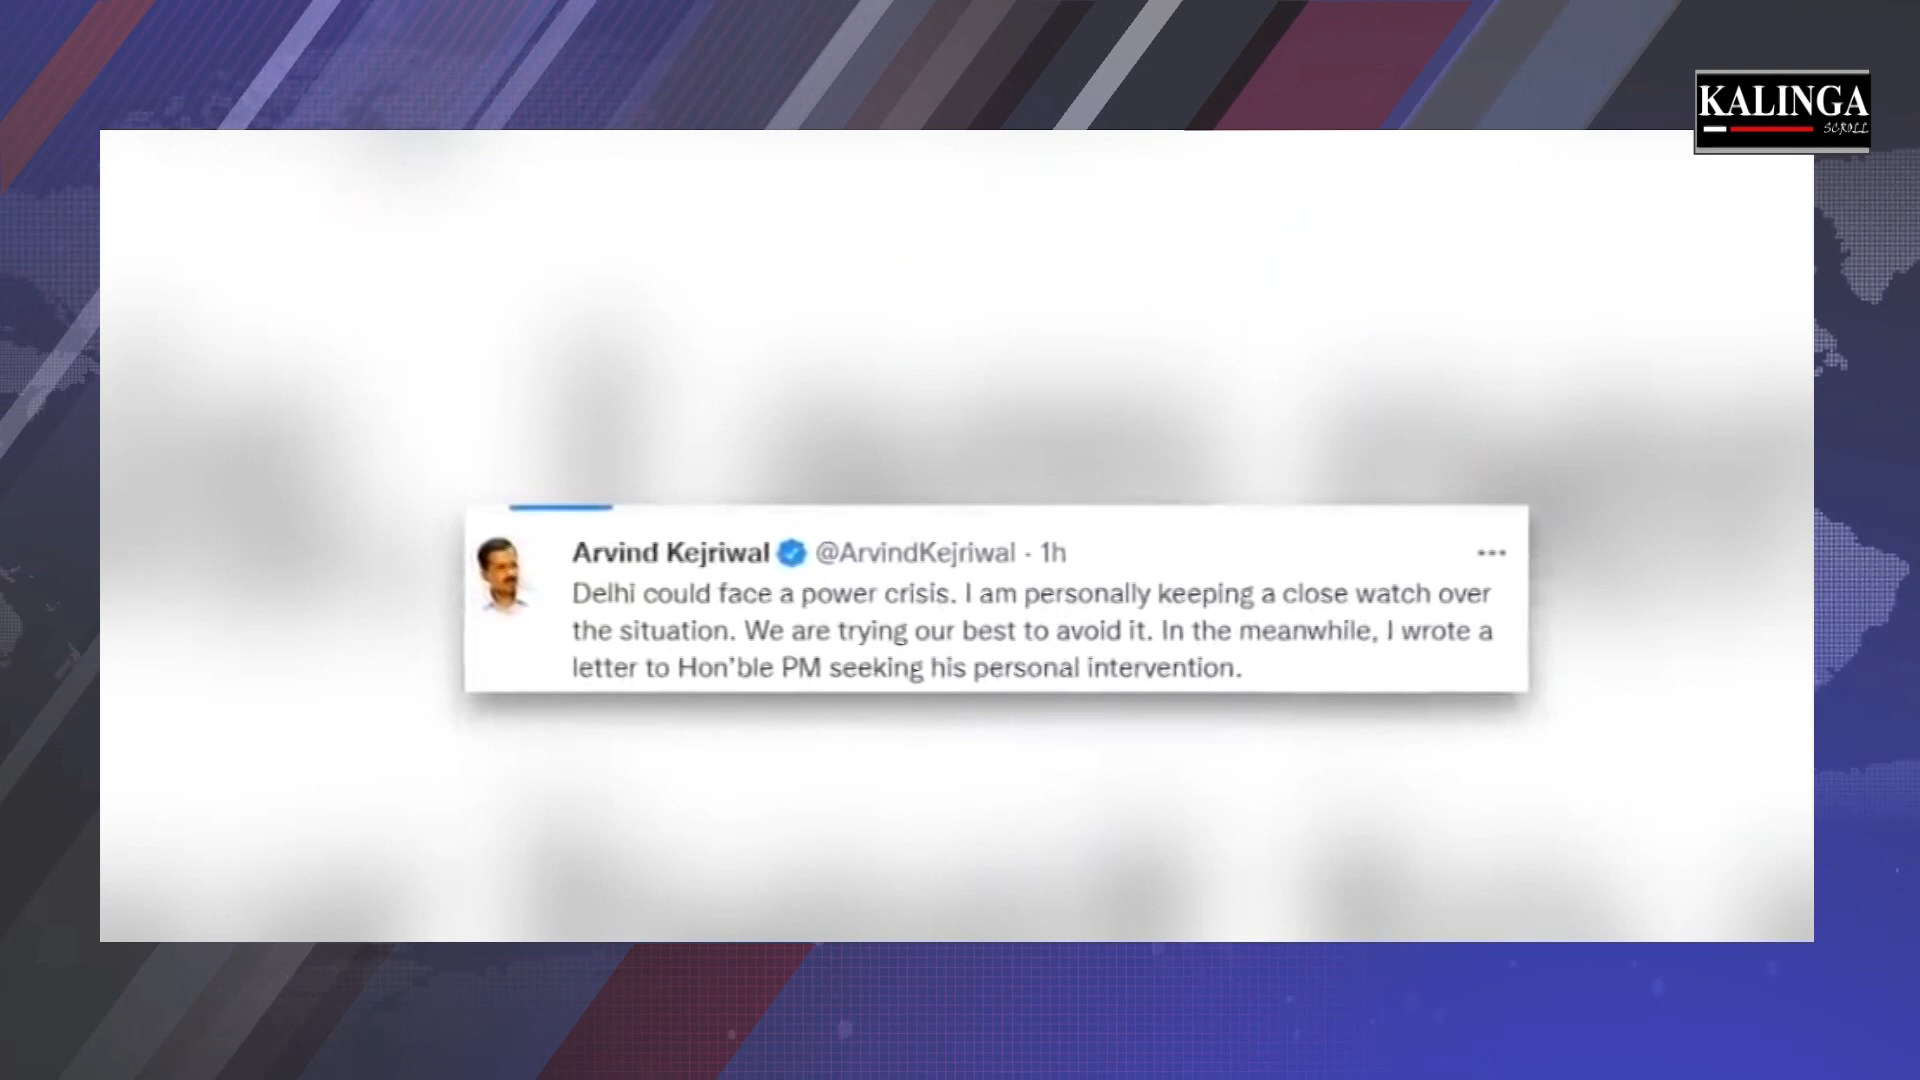 KALINGA
SCROLL
Arvind Kejriwal @ArvindKejriwal · 1h
Delhi could face a power crisis. I am personally keeping a close watch over
the situation. We are trying our best to avoid it. In the meanwhile, I wrote a
letter to Hon’ble PM seeking his personal intervention.